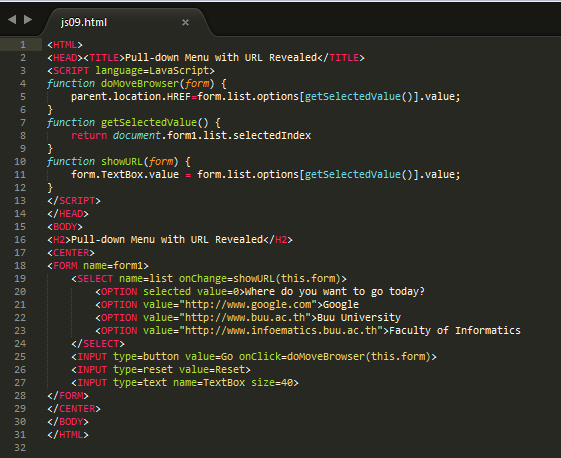 js09.html ×
1 <HTML>
2 <HEAD><TITLE>Pull-down Menu with URL Revealed</TITLE>
3 <SCRIPT language=LavaScript>
4 function doMoveBrowser(form) {
5     parent.location.HREF=form.list.options[getSelectedValue()].value;
6 }
7 function getSelectedValue() {
8     return document.form1.list.selectedIndex
9 }
10 function showURL(form) {
11     form.TextBox.value = form.list.options[getSelectedValue()].value;
12 }
13 </SCRIPT>
14 </HEAD>
15 <BODY>
16 <H2>Pull-down Menu with URL Revealed</H2>
17 <CENTER>
18 <FORM name=form1>
19     <SELECT name=list onChange=showURL(this.form)>
20         <OPTION selected value=0>Where do you want to go today?
21         <OPTION value="http://www.google.com">Google
22         <OPTION value="http://www.buu.ac.th">Buu University
23         <OPTION value="http://www.infoematics.buu.ac.th">Faculty of Informatics
24     </SELECT>
25     <INPUT type=button value=Go onClick=doMoveBrowser(this.form)>
26     <INPUT type=reset value=Reset>
27     <INPUT type=text name=TextBox size=40>
28 </FORM>
29 </CENTER>
30 </BODY>
31 </HTML>
32